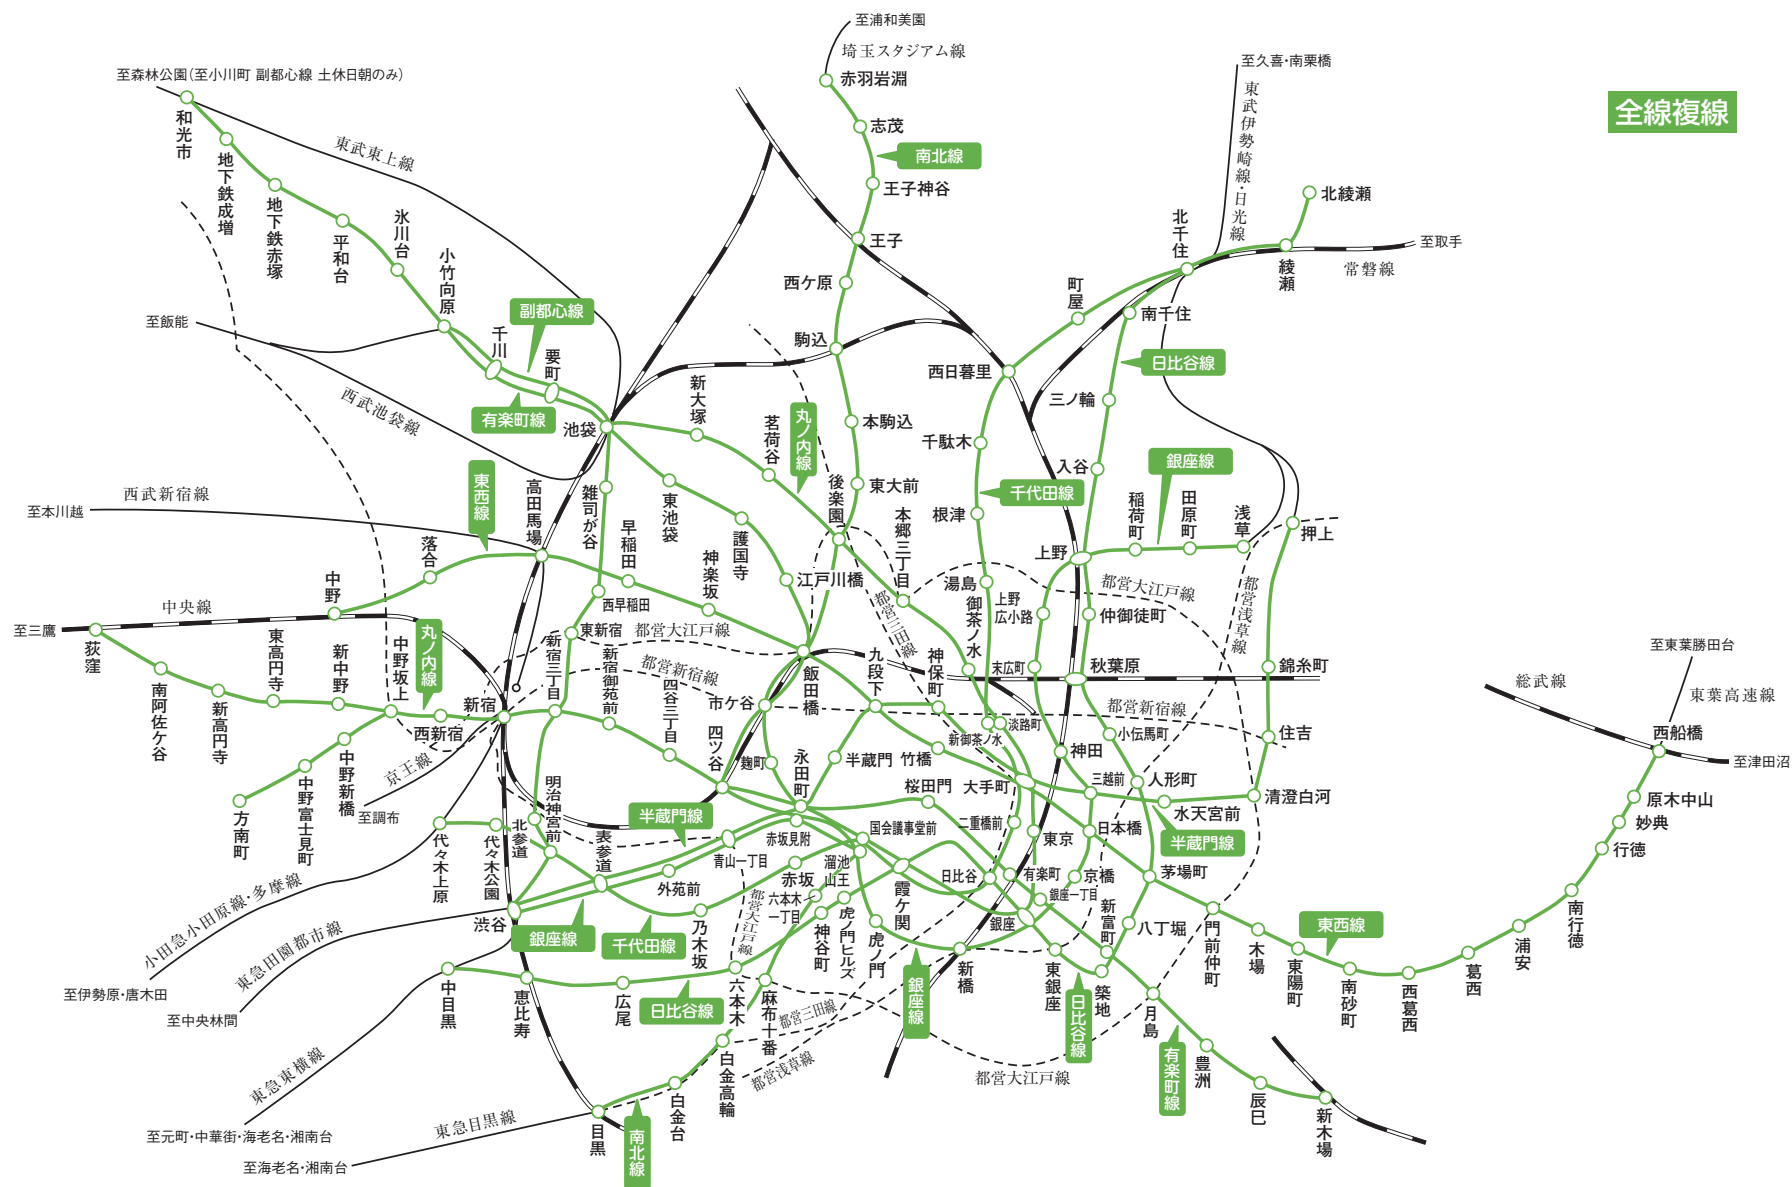 至浦和美園
埼玉スタジアム線
赤羽岩淵
志茂
南北線
王子神谷
王子
西ケ原
駒込
本駒込
東大前
後楽園
全線複線
至森林公園(至小川町 副都心線 土休日朝のみ)
和光市
地下鉄成増
地下鉄赤塚
平和台
氷川台
小竹向原
東武東上線
千川
要町
副都心線
有楽町線
至飯能
西武池袋線
池袋
新大塚
茗荷谷
丸ノ内線
至久喜・南栗橋
東武伊勢崎線・日光線
北綾瀬
綾瀬
至取手
常磐線
北千住
町屋
南千住
日比谷線
西日暮里
三ノ輪
千駄木
入谷
千代田線
銀座線
根津
稲荷町
田原町
浅草
押上
上野
西武新宿線
至本川越
東西線
高田馬場
雑司が谷
東池袋
護国寺
早稲田
神楽坂
江戸川橋
本郷三丁目
湯島
御茶ノ水
上野広小路
仲御徒町
都営大江戸線
都営浅草線
都営三田線
落合
中野
中央線
至三鷹
荻窪
南阿佐ケ谷
新高円寺
東高円寺
新中野
中野坂上
丸ノ内線
西新宿
新宿
西早稲田
東新宿
新宿三丁目
新宿御苑前
四谷三丁目
都営大江戸線
都営新宿線
市ケ谷
飯田橋
九段下
神保町
末広町
秋葉原
錦糸町
都営新宿線
住吉
新御茶ノ水
淡路町
小伝馬町
神田
中野新橋
中野富士見町
方南町
京王線
至調布
四ツ谷
麹町
永田町
半蔵門
竹橋
大手町
三越前
人形町
水天宮前
清澄白河
半蔵門線
桜田門
二重橋前
国会議事堂前
東京
日本橋
茅場町
明治神宮前
北参道
代々木公園
代々木上原
表参道
半蔵門線
青山一丁目
赤坂見附
溜池山王
赤坂
外苑前
乃木坂
日比谷
有楽町
銀座一丁目
京橋
新富町
八丁堀
霞ケ関
銀座
小田急小田原線・多摩線
至伊勢原・唐木田
東急田園都市線
至中央林間
渋谷
銀座線
千代田線
都営大江戸線
六本木一丁目
虎ノ門ヒルズ
神谷町
虎ノ門
新橋
銀座線
東銀座
築地
日比谷線
門前仲町
木場
東陽町
東西線
南砂町
西葛西
葛西
浦安
南行徳
行徳
妙典
原木中山
西船橋
総武線
至東葉勝田台
東葉高速線
至津田沼
中目黒
恵比寿
広尾
日比谷線
六本木
麻布十番
都営三田線
都営浅草線
都営大江戸線
月島
有楽町線
豊洲
辰巳
新木場
東急東横線
至元町・中華街・海老名・湘南台
東急目黒線
至海老名・湘南台
目黒
南北線
白金台
白金高輪